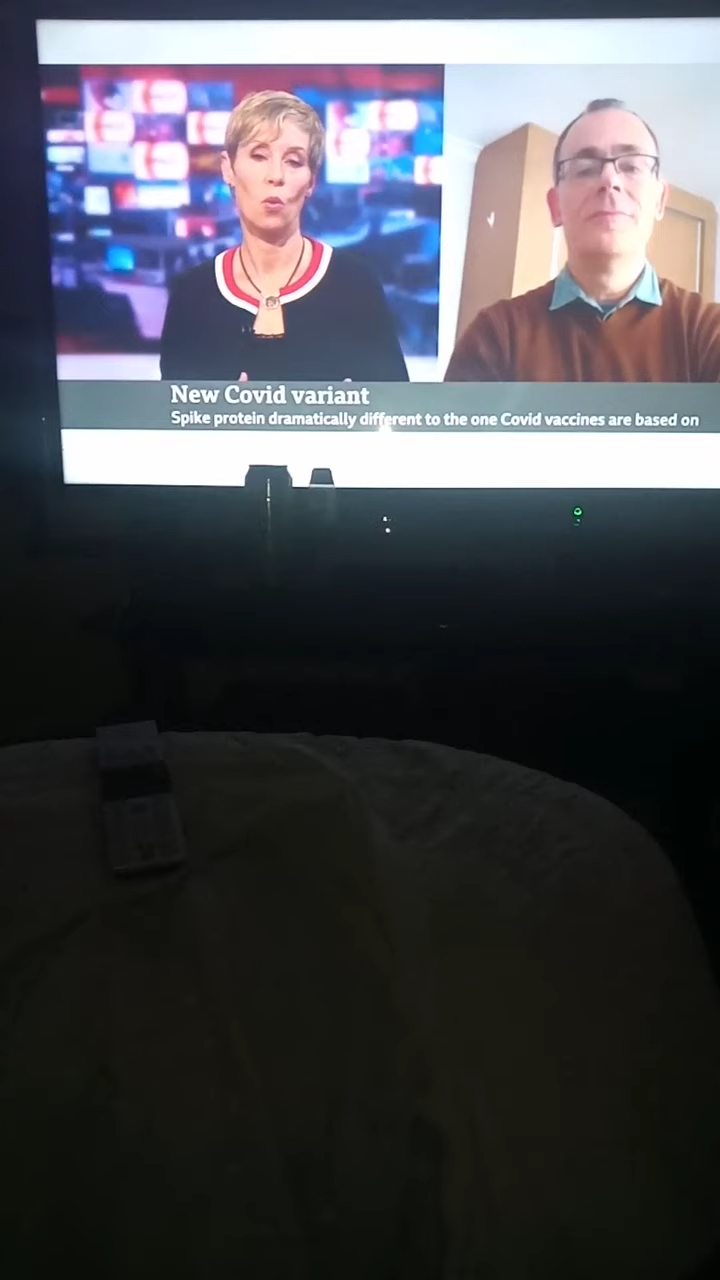 New Covid variant
Spike protein dramatically different to the one Covid vaccines are based on